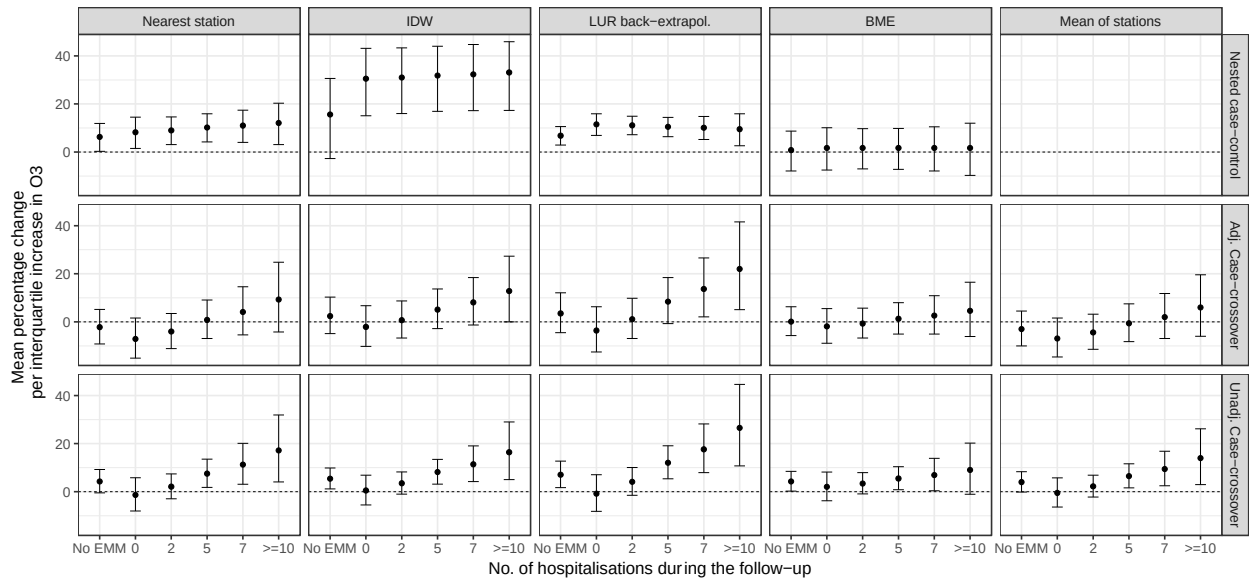 Nearest station
IDW
LUR back−extrapol.
BME
Mean of stations
Mean percentage change
per interquartile increase in O3
40
20
0
Nested case−control
40
20
0
Adj. Case−crossover
40
20
0
Unadj. Case−crossover
No EMM 0 2 5 7 >=10
No EMM 0 2 5 7 >=10
No EMM 0 2 5 7 >=10
No EMM 0 2 5 7 >=10
No EMM 0 2 5 7 >=10
No. of hospitalisations during the follow−up